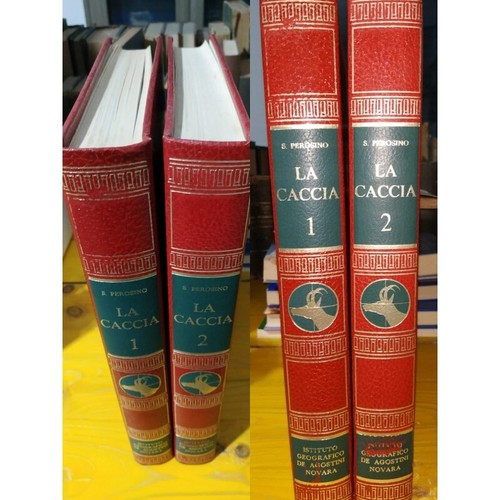 S. PEROSINO
LA
CACCIA
1
S. PEROSINO
LA
CACCIA
2
S. PEROSINO
LA
CACCIA
1
ISTITUTO
GEOGRAFICO
DE AGOSTINI
NOVARA
S. PEROSINO
LA
CACCIA
2
GEOGRAFICO
DE AGOSTINI
NOVARA